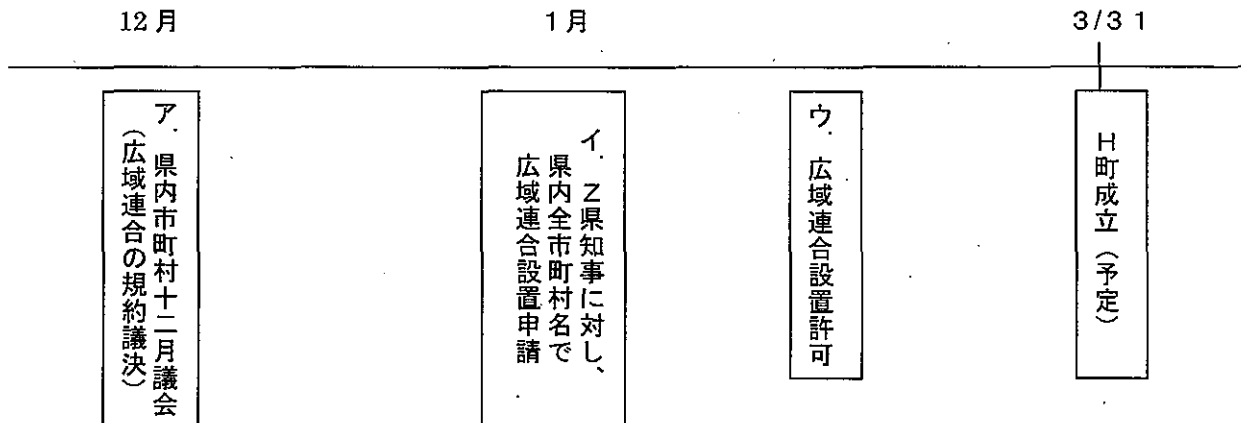 12月
1月
3/31
ア．県内市町村十二月議会
（広域連合の規約議決）
イ．Z県知事に対し、
県内全市町村名で
広域連合設置申請
ウ．広域連合設置許可
H町成立（予定）